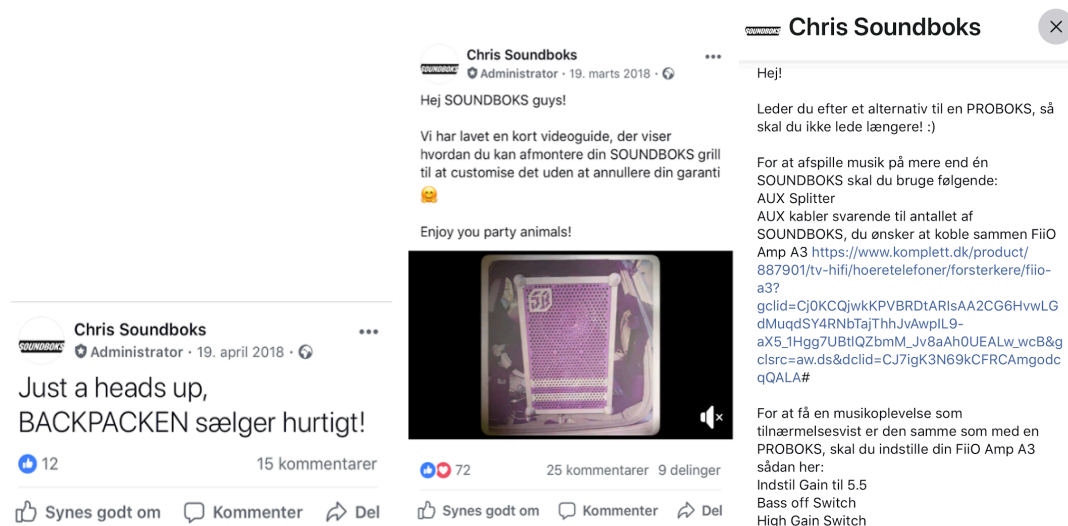 Chris Soundboks
Administrator · 19. april 2018 ·
Just a heads up,
BACKPACKEN sælger hurtigt!
12
15 kommentarer
Synes godt om
Kommenter
Del
Chris Soundboks
Administrator · 19. marts 2018 ·
Hej SOUNDBOKS guys!
Vi har lavet en kort videoguide, der viser
hvordan du kan afmontere din SOUNDBOKS grill
til at customise det uden at annullere din garanti
🤗
Enjoy you party animals!
72
25 kommentarer 9 delinger
Synes godt om
Kommenter
Del
SOUNDBOKS
Chris Soundboks
Hej!
Leder du efter et alternativ til en PROBOKS, så
skal du ikke lede længere! :)
For at afspille musik på mere end én
SOUNDBOKS skal du bruge følgende:
AUX Splitter
AUX kabler svarende til antallet af
SOUNDBOKS, du ønsker at koble sammen FiiO
Amp A3 https://www.komplett.dk/product/
887901/tv-hifi/hoeretelefoner/forsterkere/fiio-
a3?
gclid=Cj0KCQjwkKPVBRDtARIsAA2CG6HvwLG
dMuqdSY4RNbTajThhJvAwpIL9-
aX5_1Hgg7UBtlQZbmM_Jv8aAh0UEALw_wcB&g
clsrc=aw.ds&dclid=CJ7igK3N69kCFRCAmgodc
qQALA#
For at få en musikoplevelse som
tilnærmelsesvist er den samme som med en
PROBOKS, skal du indstille din FiiO Amp A3
sådan her:
Indstil Gain til 5.5
Bass off Switch
High Gain Switch